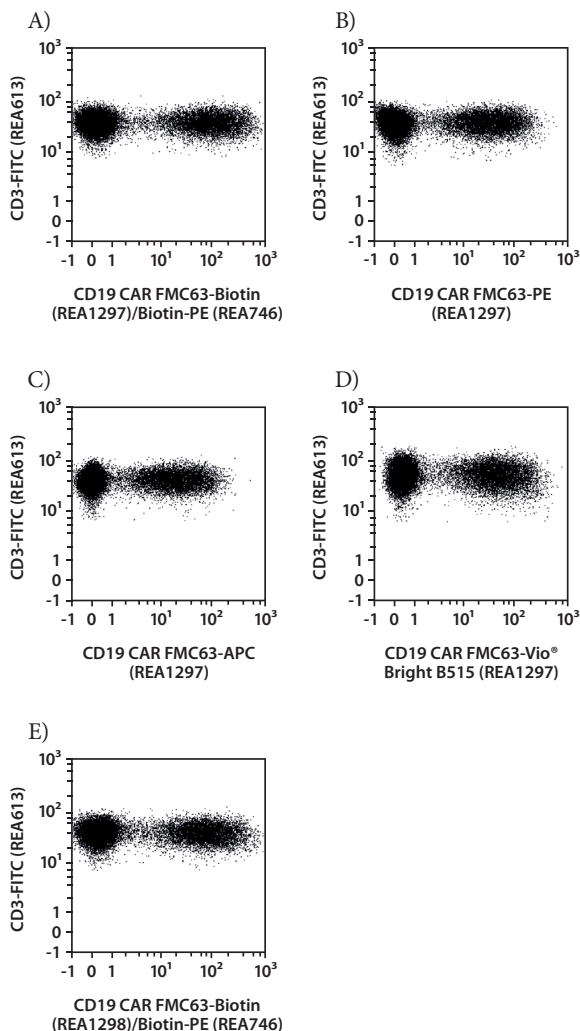 A)
10³
10²
10¹
1
0
-1
CD3-FITC (REA613)
-1 0 1 10¹ 10² 10³
CD19 CAR FMC63-Biotin
(REA1297)/Biotin-PE (REA746)
B)
10³
10²
10¹
1
0
-1
CD3-FITC (REA613)
-1 0 1 10¹ 10² 10³
CD19 CAR FMC63-PE
(REA1297)
C)
10³
10²
10¹
1
0
-1
CD3-FITC (REA613)
-1 0 1 10¹ 10² 10³
CD19 CAR FMC63-APC
(REA1297)
D)
10³
10²
10¹
1
0
-1
CD3-FITC (REA613)
-1 0 1 10¹ 10² 10³
CD19 CAR FMC63-Vio®
Bright B515 (REA1297)
E)
10³
10²
10¹
1
0
-1
CD3-FITC (REA613)
-1 0 1 10¹ 10² 10³
CD19 CAR FMC63-Biotin
(REA1298)/Biotin-PE (REA746)